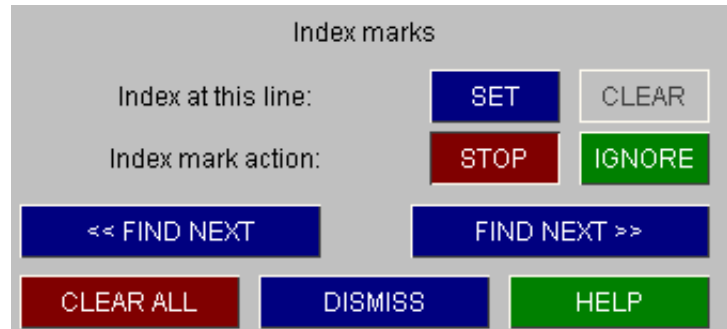 Index marks
Index at this line: SET CLEAR
Index mark action: STOP IGNORE
<< FIND NEXT FIND NEXT >>
CLEAR ALL DISMISS HELP